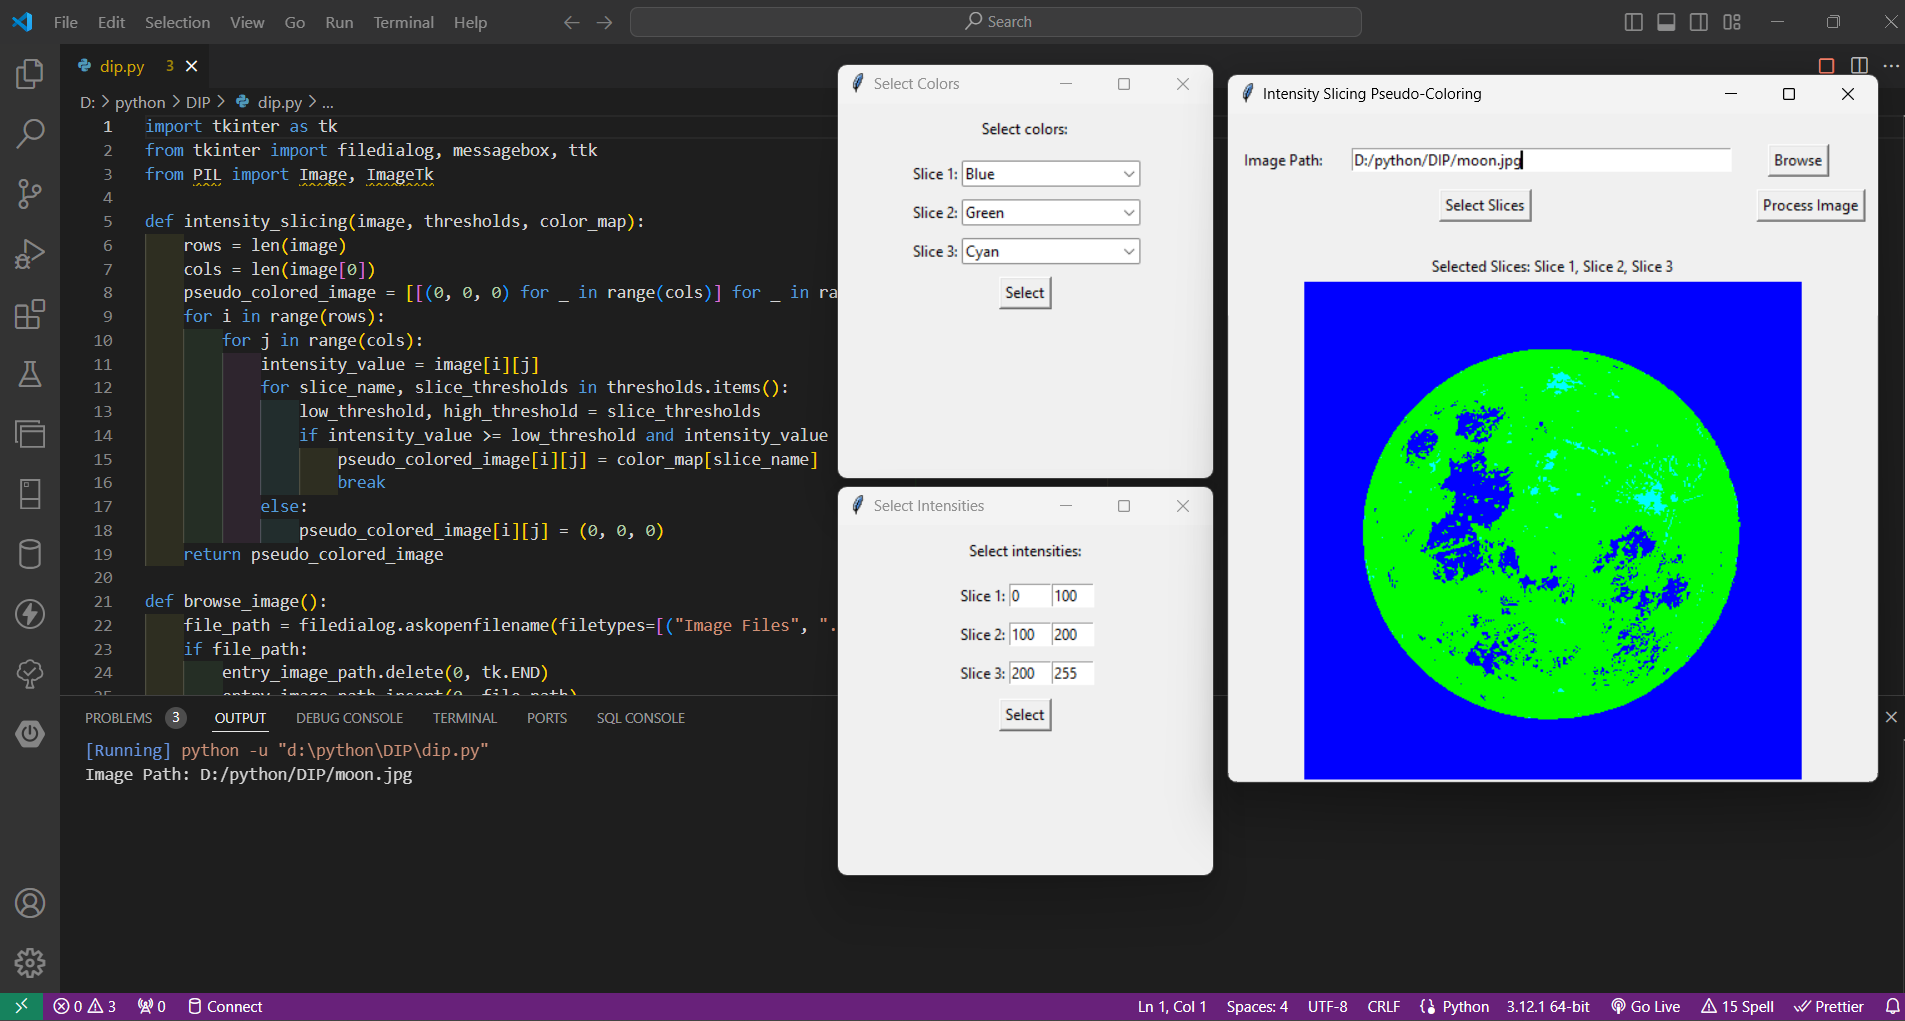 File Edit Selection View Go Run Terminal Help Search
dip.py 3
D: > python > DIP > dip.py > ...
1 import tkinter as tk
2 from tkinter import filedialog, messagebox, ttk
3 from PIL import Image, ImageTk
4
5 def intensity_slicing(image, thresholds, color_map):
6 rows = len(image)
7 cols = len(image[0])
8 pseudo_colored_image = [[(0, 0, 0) for _ in range(cols)] for _ in ra
9 for i in range(rows):
10 for j in range(cols):
11 intensity_value = image[i][j]
12 for slice_name, slice_thresholds in thresholds.items():
13 low_threshold, high_threshold = slice_thresholds
14 if intensity_value >= low_threshold and intensity_value
15 pseudo_colored_image[i][j] = color_map[slice_name]
16 break
17 else:
18 pseudo_colored_image[i][j] = (0, 0, 0)
19 return pseudo_colored_image
20
21 def browse_image():
22 file_path = filedialog.askopenfilename(filetypes=[("Image Files", ".
23 if file_path:
24 entry_image_path.delete(0, tk.END)
25 entry_image_path.insert(0, file_path)
PROBLEMS 3 OUTPUT DEBUG CONSOLE TERMINAL PORTS SQL CONSOLE
[Running] python -u "d:\python\DIP\dip.py"
Image Path: D:/python/DIP/moon.jpg
Select Colors
Select colors:
Slice 1: Blue
Slice 2: Green
Slice 3: Cyan
Select
Select Intensities
Select intensities:
Slice 1: 0 100
Slice 2: 100 200
Slice 3: 200 255
Select
Intensity Slicing Pseudo-Coloring
Image Path: D:/python/DIP/moon.jpg Browse
Select Slices Process Image
Selected Slices: Slice 1, Slice 2, Slice 3
0 3 0 Connect Ln 1, Col 1 Spaces: 4 UTF-8 CRLF Python 3.12.1 64-bit Go Live 15 Spell Prettier